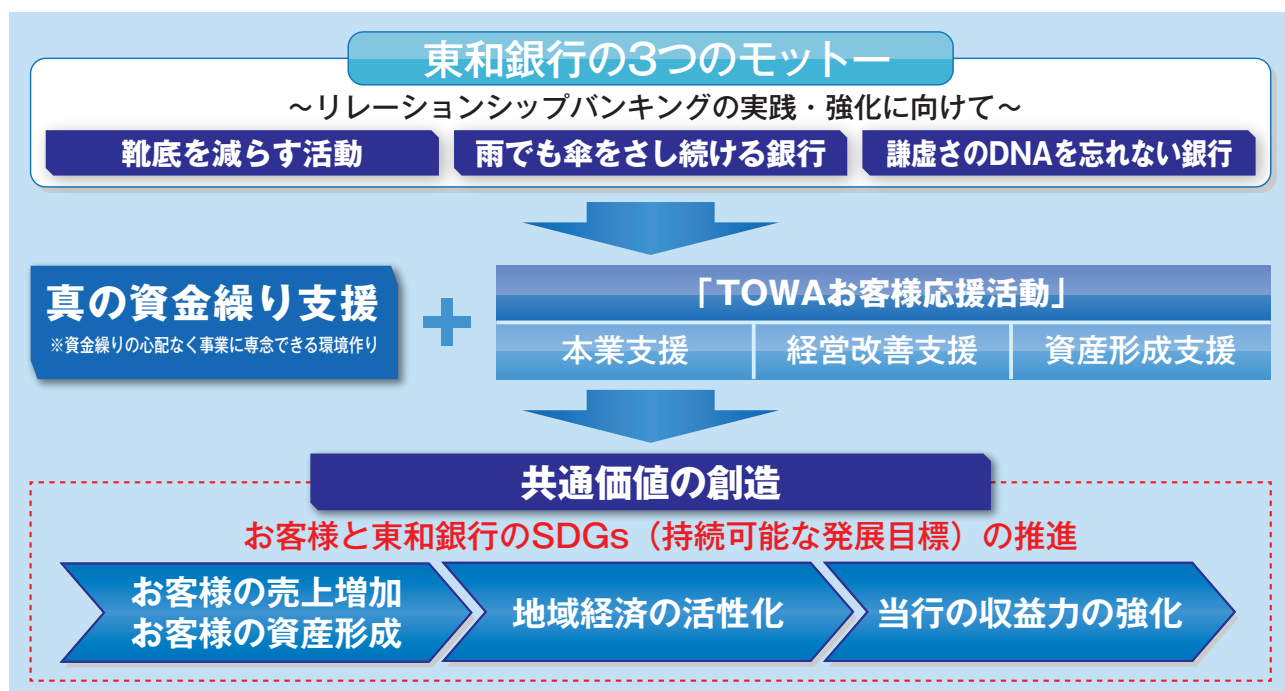 東和銀行の3つのモットー
～リレーションシップバンキングの実践・強化に向けて～
靴底を減らす活動
雨でも傘をさし続ける銀行
謙虚さのDNAを忘れない銀行
真の資金繰り支援
※資金繰りの心配なく事業に専念できる環境作り
「TOWAお客様応援活動」
本業支援
経営改善支援
資産形成支援
共通価値の創造
お客様と東和銀行のSDGs（持続可能な発展目標）の推進
お客様の売上増加
お客様の資産形成
地域経済の活性化
当行の収益力の強化